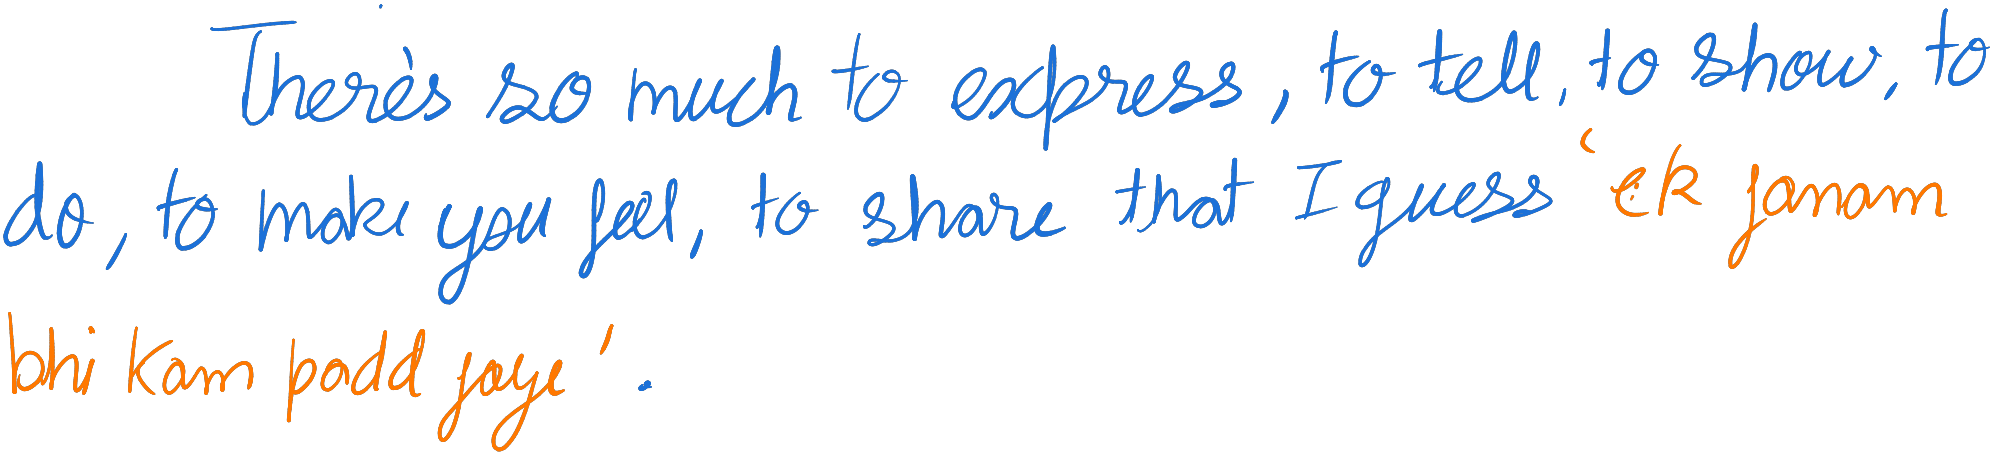 There's so much to express, to tell, to show, to
do, to make you feel, to share that I guess 'ek janam
bhi kam padd jaye'.